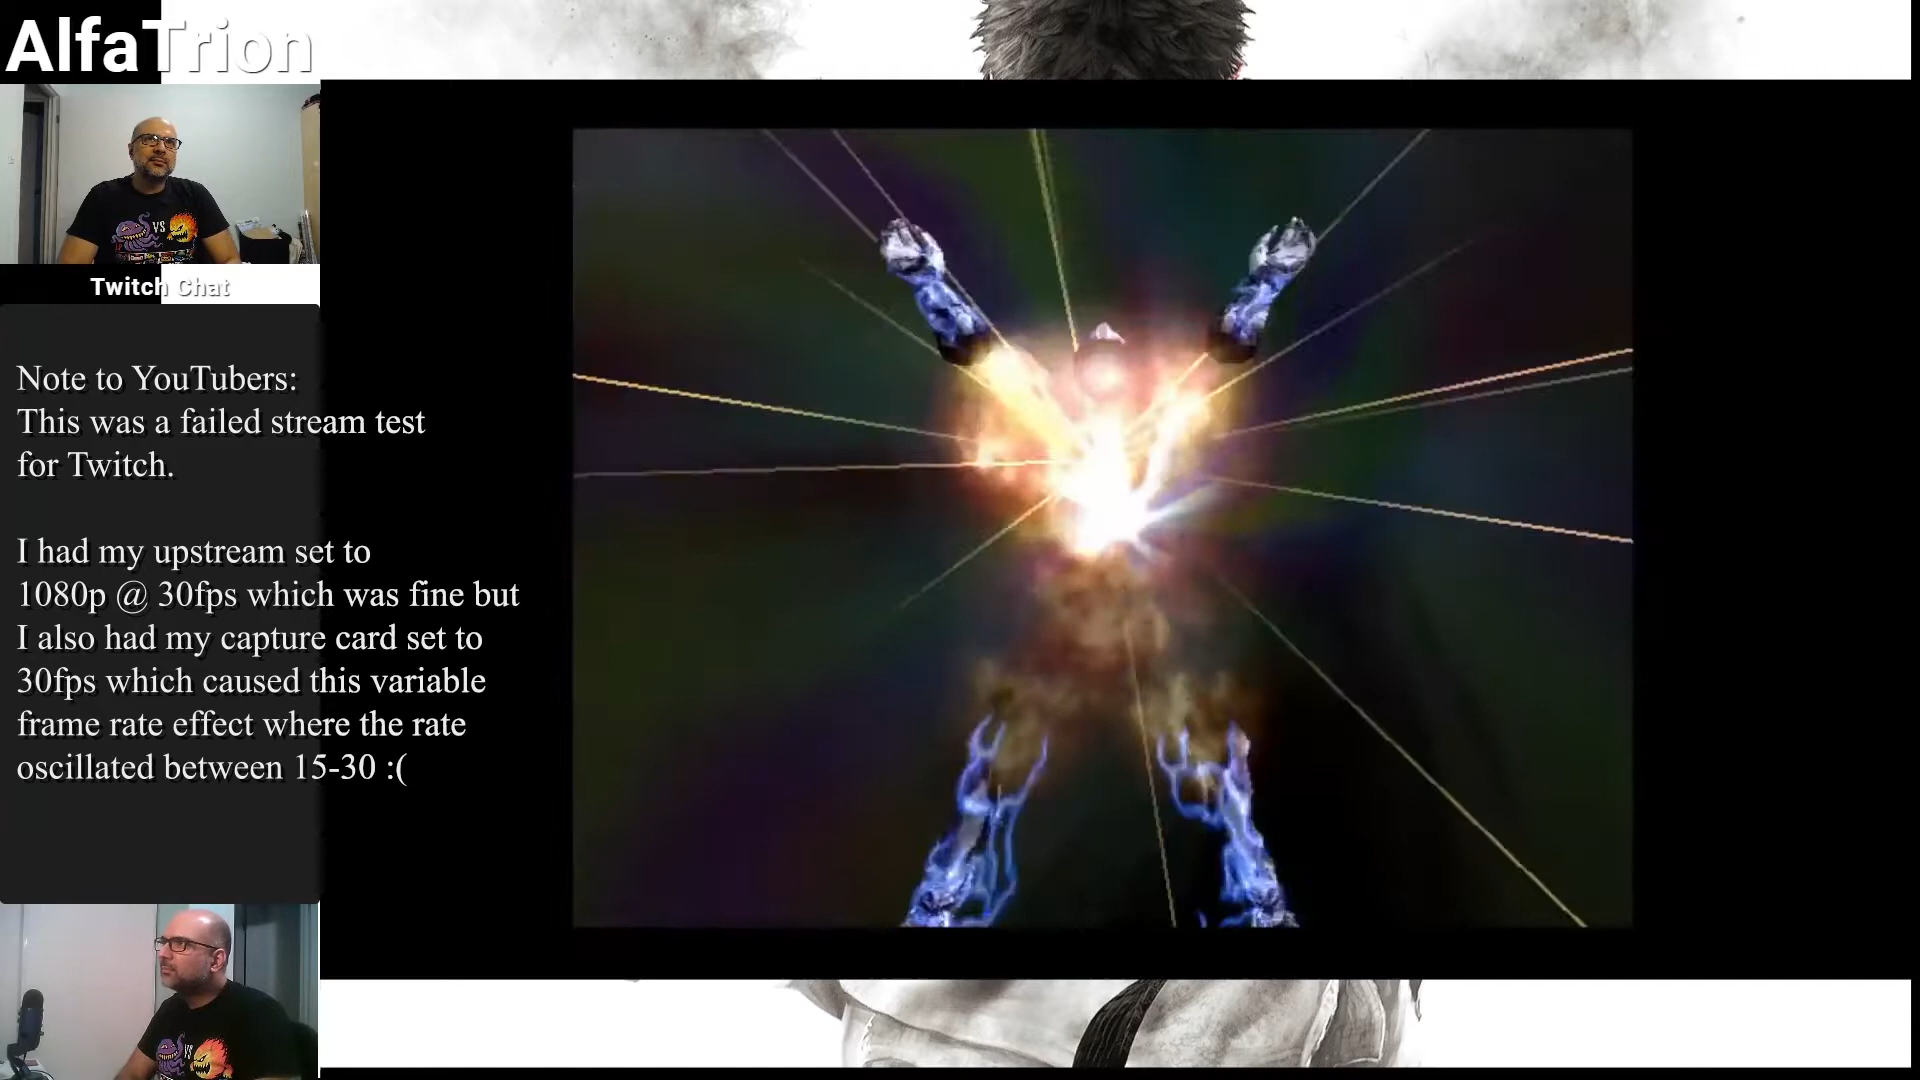 AlfaTrion
VS
Twitch Chat
Note to YouTubers:
This was a failed stream test
for Twitch.
I had my upstream set to
1080p @ 30fps which was fine but
I also had my capture card set to
30fps which caused this variable
frame rate effect where the rate
oscillated between 15-30 :(
VS